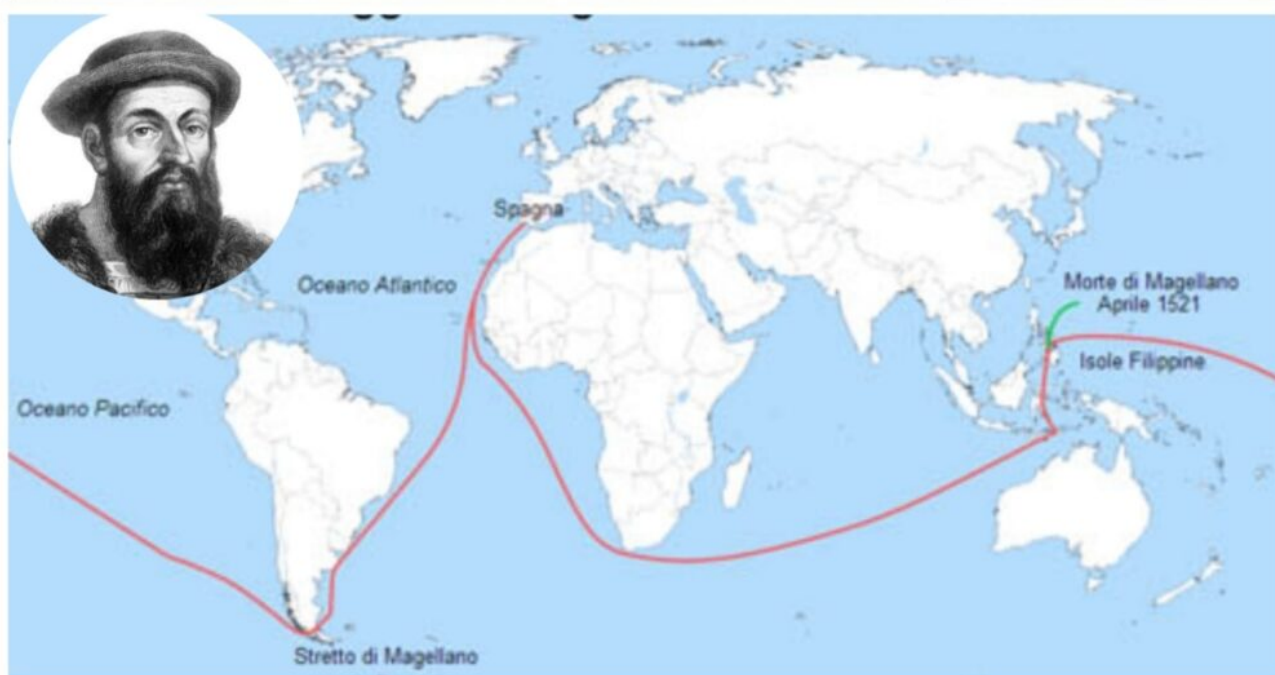 Spagna
Oceano Atlantico
Morte di Magellano
Aprile 1521
Isole Filippine
Oceano Pacifico
Stretto di Magellano